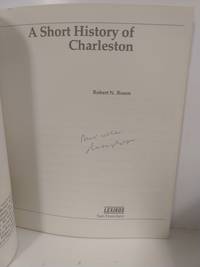 A Short History of
Charleston
Robert N. Rosen
LEXIKOS
San Francisco